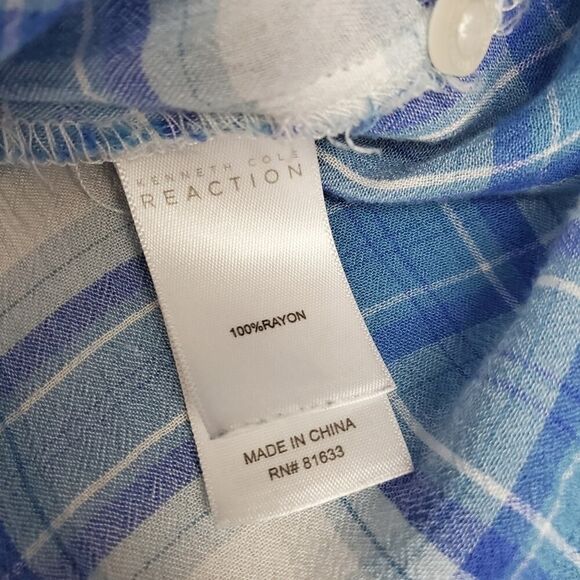 KENNETH COLE
REACTION
100%RAYON
MADE IN CHINA
RN# 81633